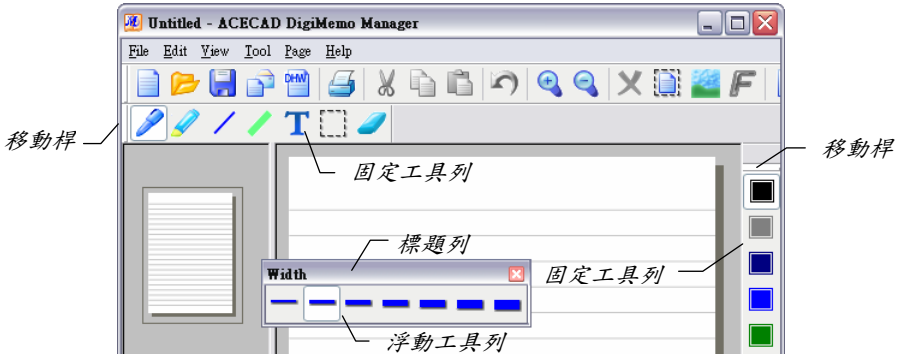 Untitled - ACECAD DigiMemo Manager
File Edit View Tool Page Help
DHW
F
T
移動桿
移動桿
固定工具列
標題列
Width
固定工具列
浮動工具列